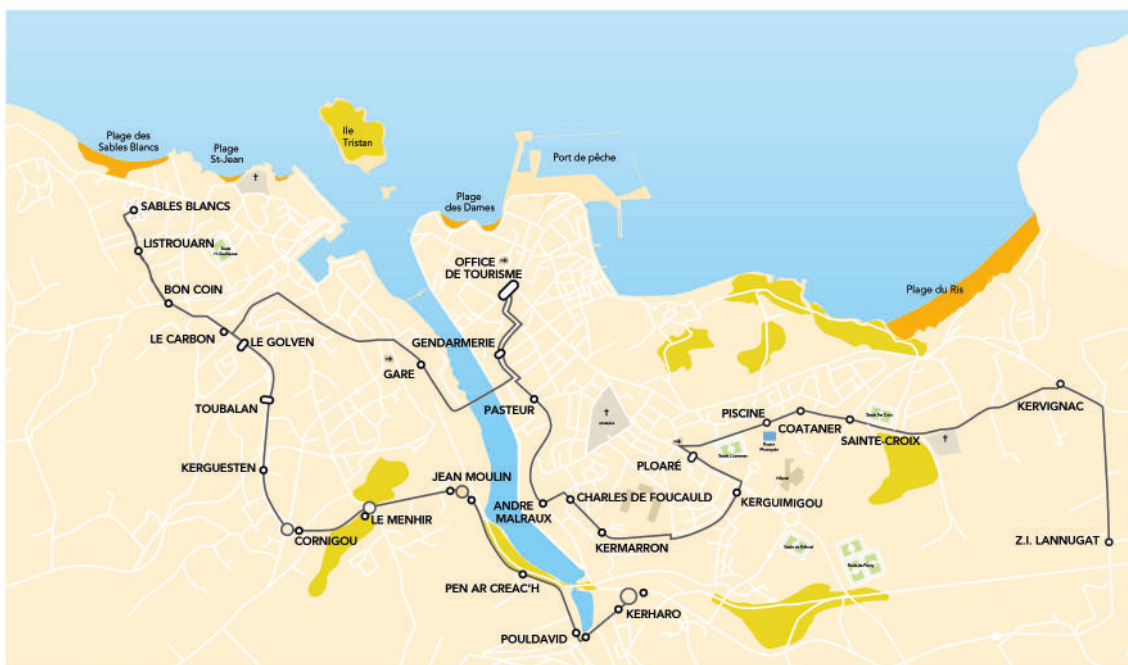 Plage des
Sables Blancs
Plage
St-Jean
Ile
Tristan
Port de pêche
Plage
des Dames
SABLES BLANCS
LISTROUARN
OFFICE
DE TOURISME
Plage du Ris
BON COIN
LE CARBON
LE GOLVEN
GENDARMERIE
GARE
TOUBALAN
PASTEUR
PISCINE
COATANER
SAINTE-CROIX
KERVIGNAC
KERGUESTEN
PLOARÉ
JEAN MOULIN
ANDRE
MALRAUX
CHARLES DE FOUCAULD
KERGUIMIGOU
LE MENHIR
CORNIGOU
KERMARRON
Z.I. LANNUGAT
PEN AR CREAC'H
KERHARO
POULDAVID